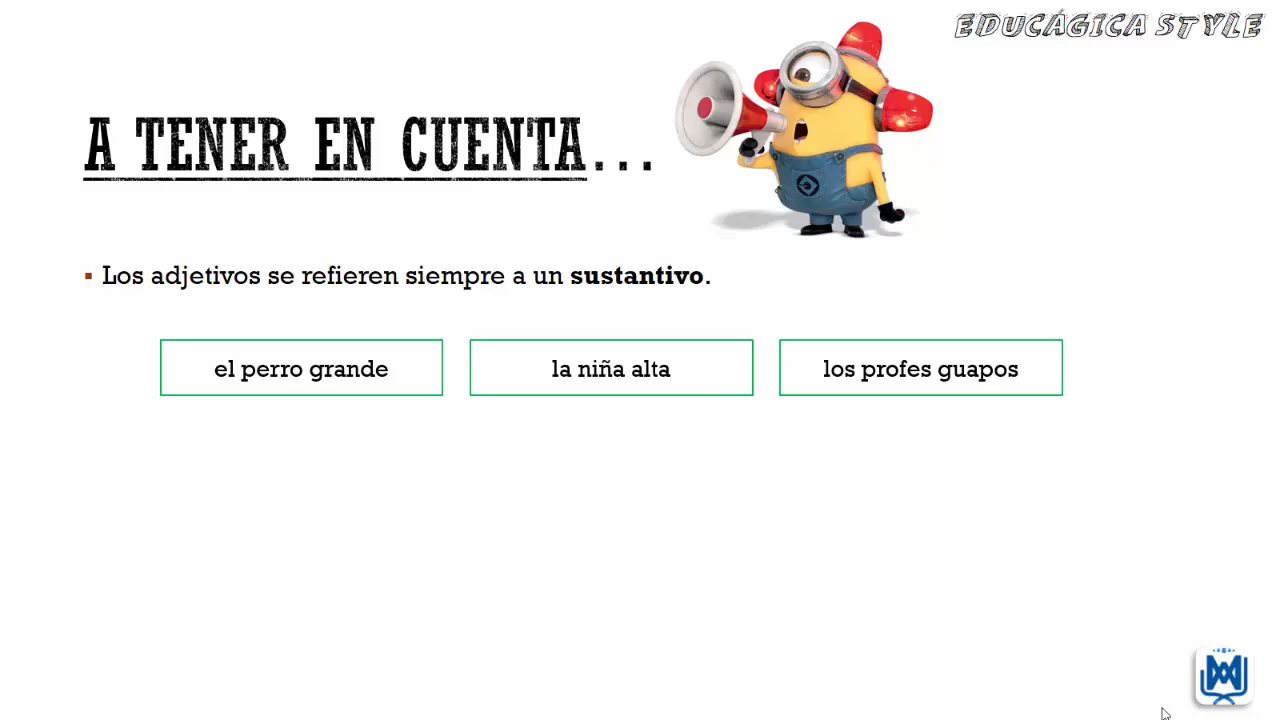 EDUCÁGICA STYLE
A TENER EN CUENTA...
▪ Los adjetivos se refieren siempre a un sustantivo.
el perro grande
la niña alta
los profes guapos